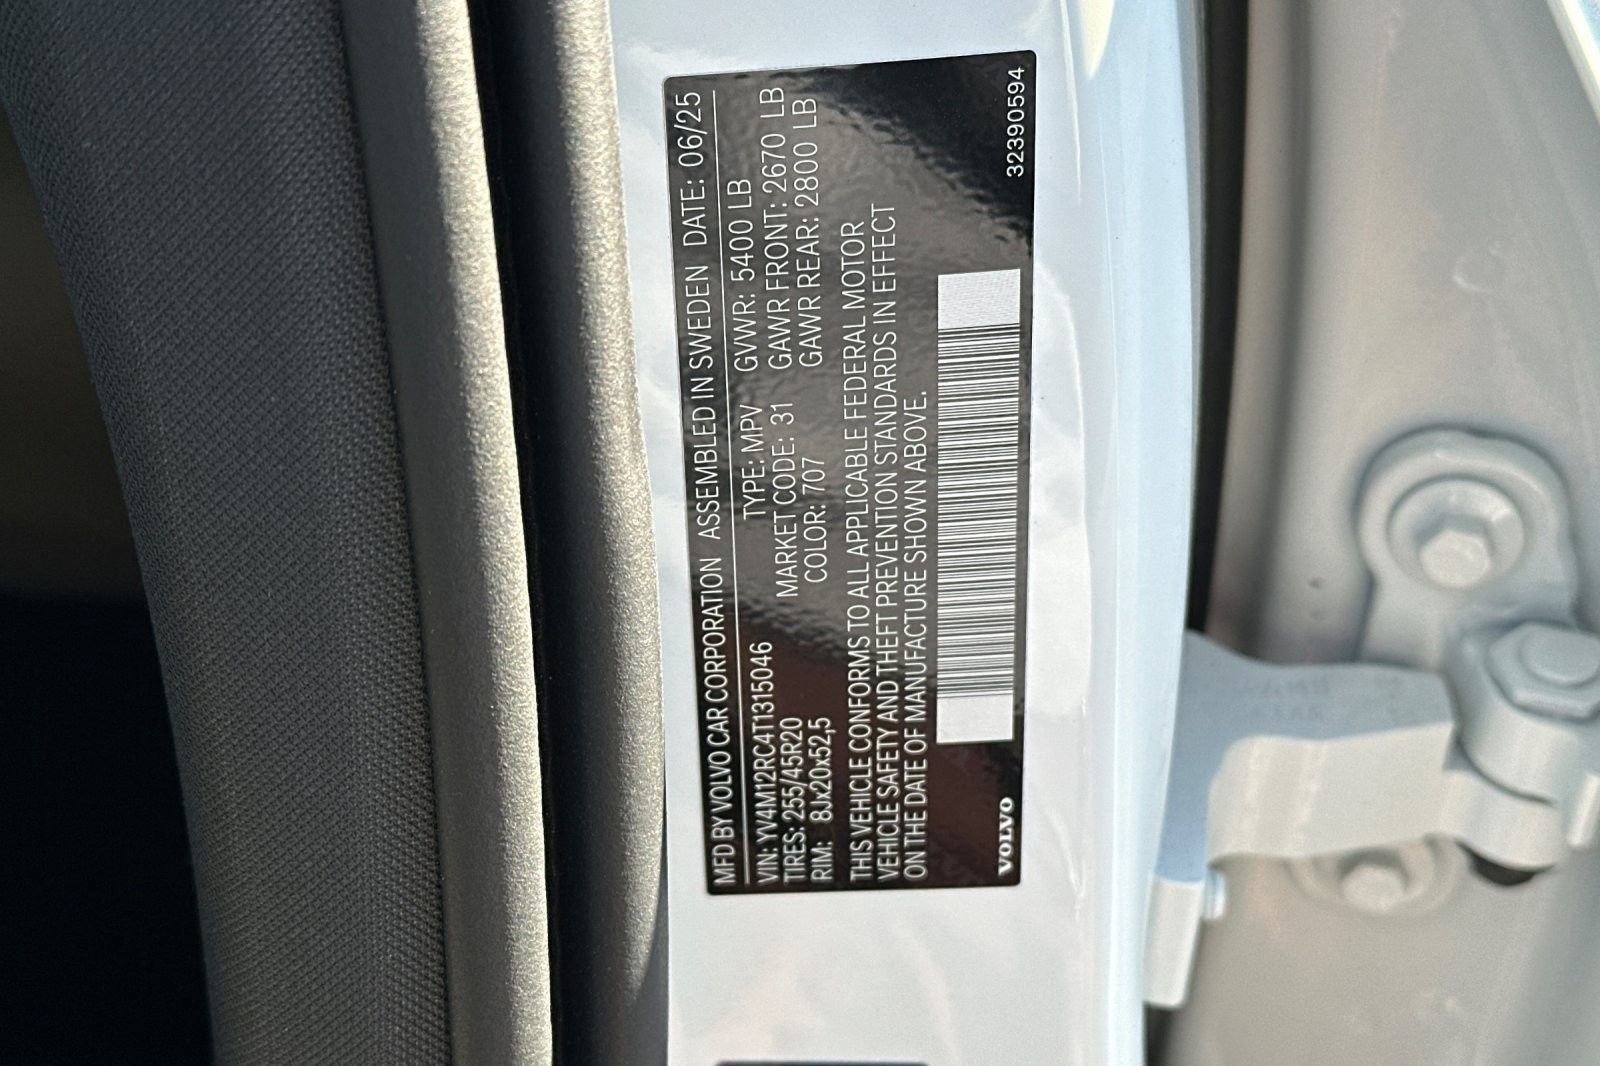 MFD BY VOLVO CAR CORPORATION ASSEMBLED IN SWEDEN DATE: 06/25
VIN: YV4M12RC4T1315046 TYPE: MPV GVWR: 5400 LB
TIRES: 255/45R20 MARKET CODE: 31 GAWR FRONT: 2670 LB
RIM: 8Jx20x52,5 COLOR: 707 GAWR REAR: 2800 LB
THIS VEHICLE CONFORMS TO ALL APPLICABLE FEDERAL MOTOR
VEHICLE SAFETY AND THEFT PREVENTION STANDARDS IN EFFECT
ON THE DATE OF MANUFACTURE SHOWN ABOVE.
VOLVO 32390594